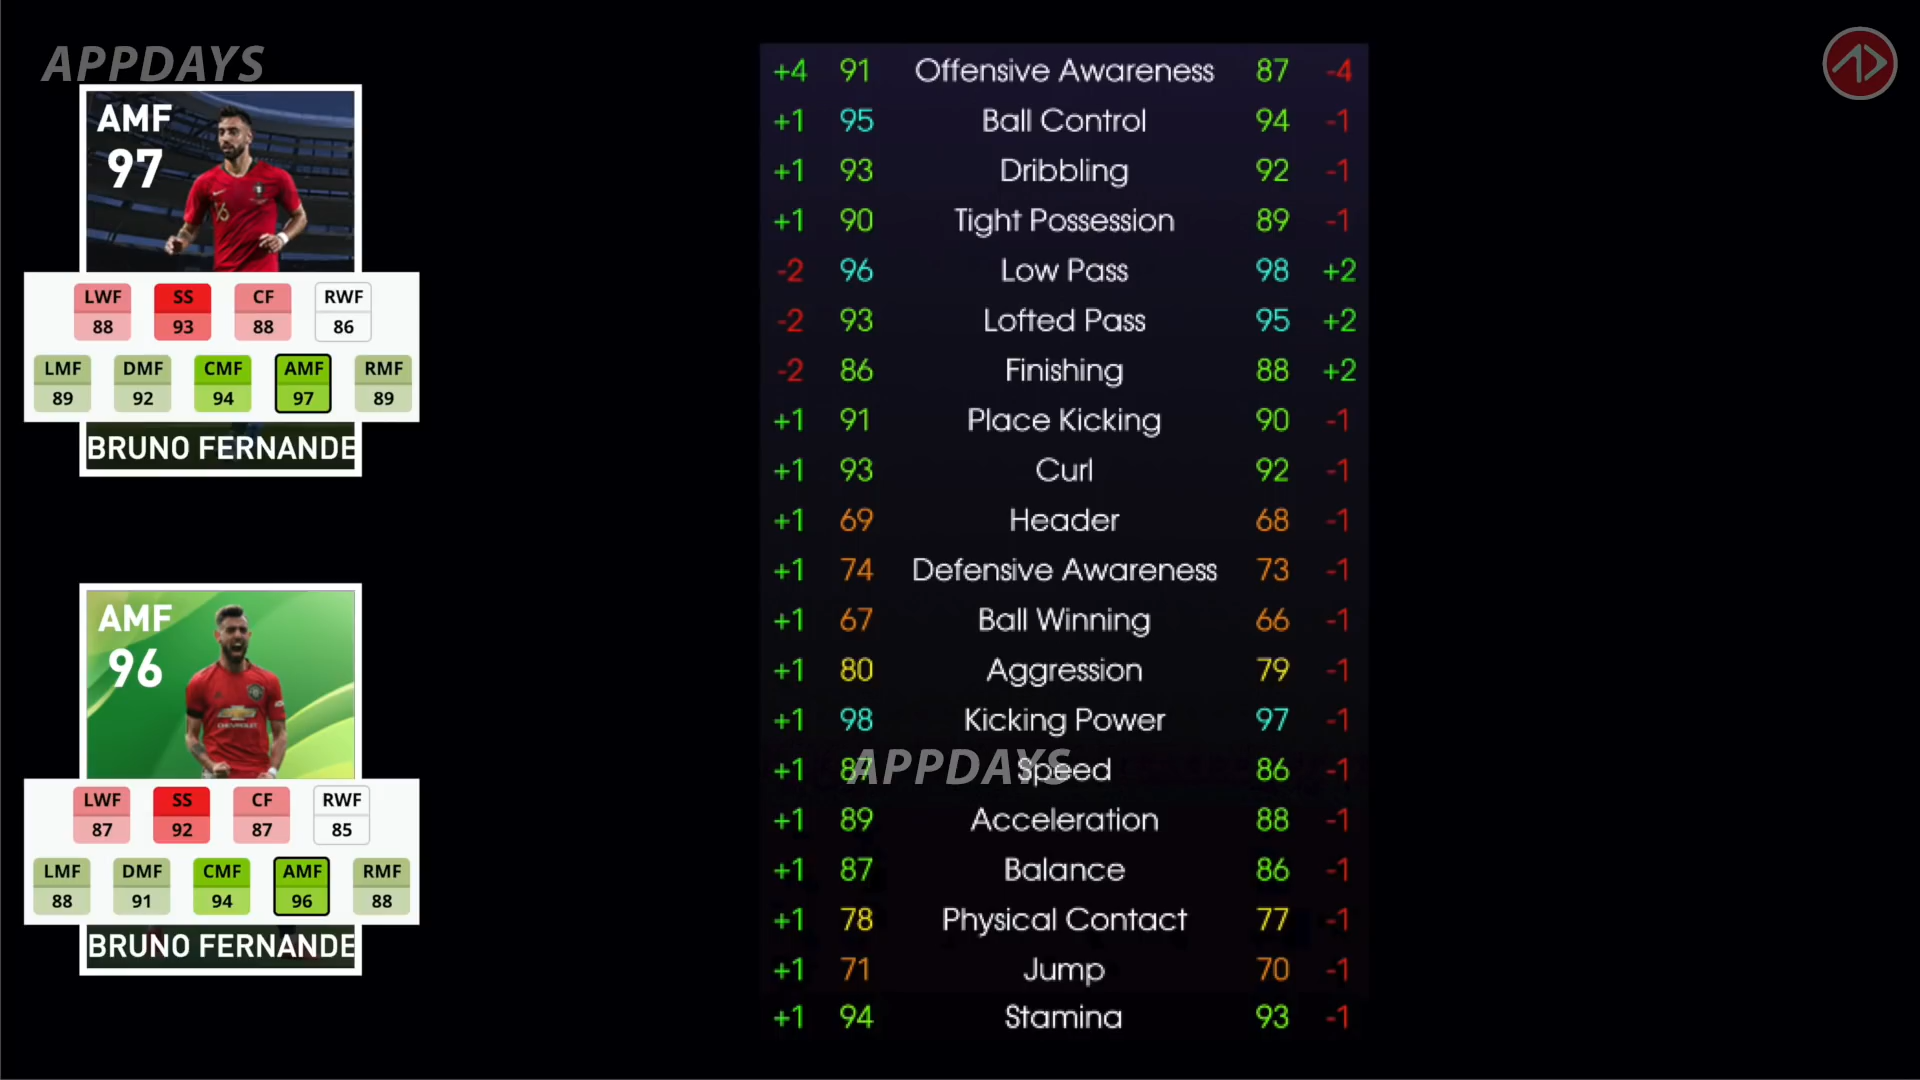 APPDAYS
AMF
97
LWF SS CF RWF
88 93 88 86
LMF DMF CMF AMF RMF
89 92 94 97 89
BRUNO FERNANDE
AMF
96
LWF SS CF RWF
87 92 87 85
LMF DMF CMF AMF RMF
88 91 94 96 88
BRUNO FERNANDE
+4 91 Offensive Awareness 87 -4
+1 95 Ball Control 94 -1
+1 93 Dribbling 92 -1
+1 90 Tight Possession 89 -1
-2 96 Low Pass 98 +2
-2 93 Lofted Pass 95 +2
-2 86 Finishing 88 +2
+1 91 Place Kicking 90 -1
+1 93 Curl 92 -1
+1 69 Header 68 -1
+1 74 Defensive Awareness 73 -1
+1 67 Ball Winning 66 -1
+1 80 Aggression 79 -1
+1 98 Kicking Power 97 -1
+1 87 Speed 86 -1
APPDAYS
+1 89 Acceleration 88 -1
+1 87 Balance 86 -1
+1 78 Physical Contact 77 -1
+1 71 Jump 70 -1
+1 94 Stamina 93 -1